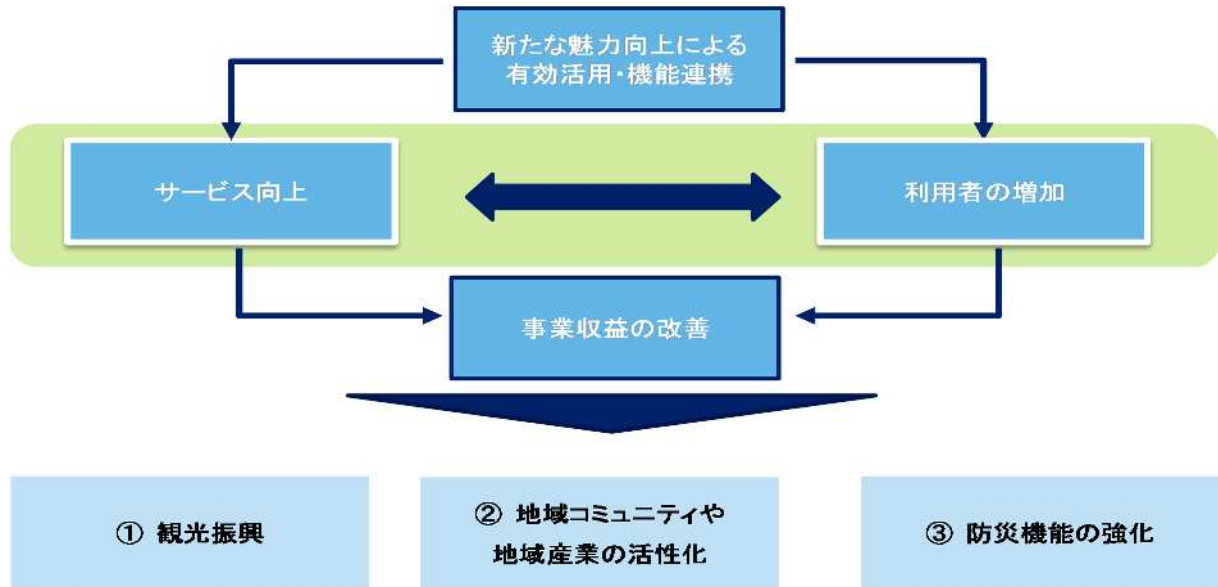 新たな魅力向上による
有効活用・機能連携
サービス向上
利用者の増加
事業収益の改善
① 観光振興
② 地域コミュニティや
地域産業の活性化
③ 防災機能の強化